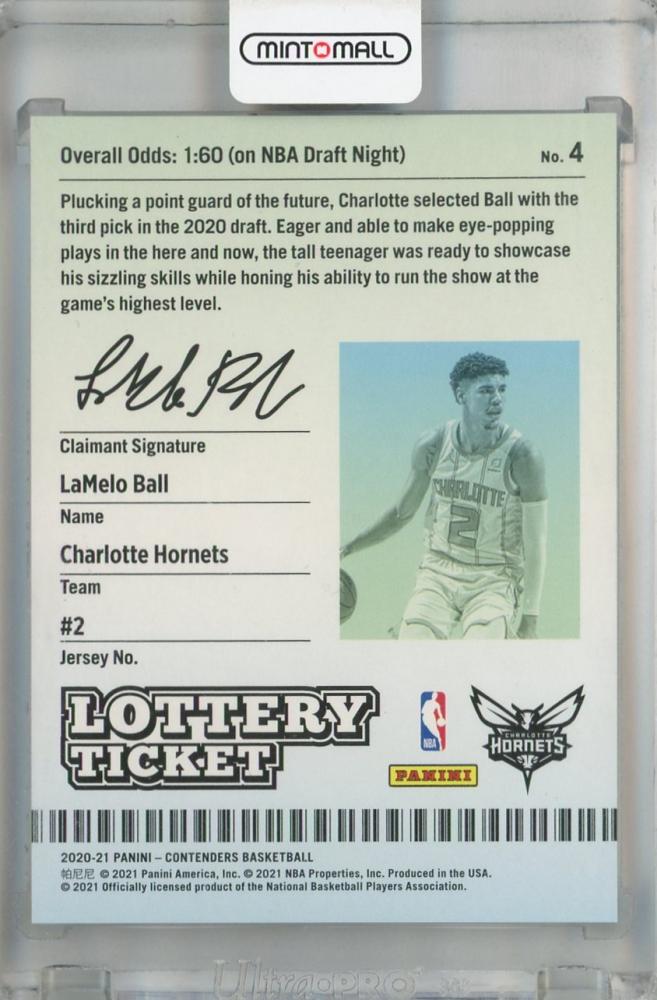 MINTMALL
Overall Odds: 1:60 (on NBA Draft Night) No. 4
Plucking a point guard of the future, Charlotte selected Ball with the
third pick in the 2020 draft. Eager and able to make eye-popping
plays in the here and now, the tall teenager was ready to showcase
his sizzling skills while honing his ability to run the show at the
game's highest level.
Claimant Signature
LaMelo Ball
Name
Charlotte Hornets
Team
#2
Jersey No.
CHARLOTTE
2
LOTTERY
TICKET
NBA
PANINI
CHARLOTTE
HORNETS
2020-21 PANINI – CONTENDERS BASKETBALL
帕尼尼 © 2021 Panini America, Inc. © 2021 NBA Properties, Inc. Produced in the USA.
© 2021 Officially licensed product of the National Basketball Players Association.
Ultra·PRO